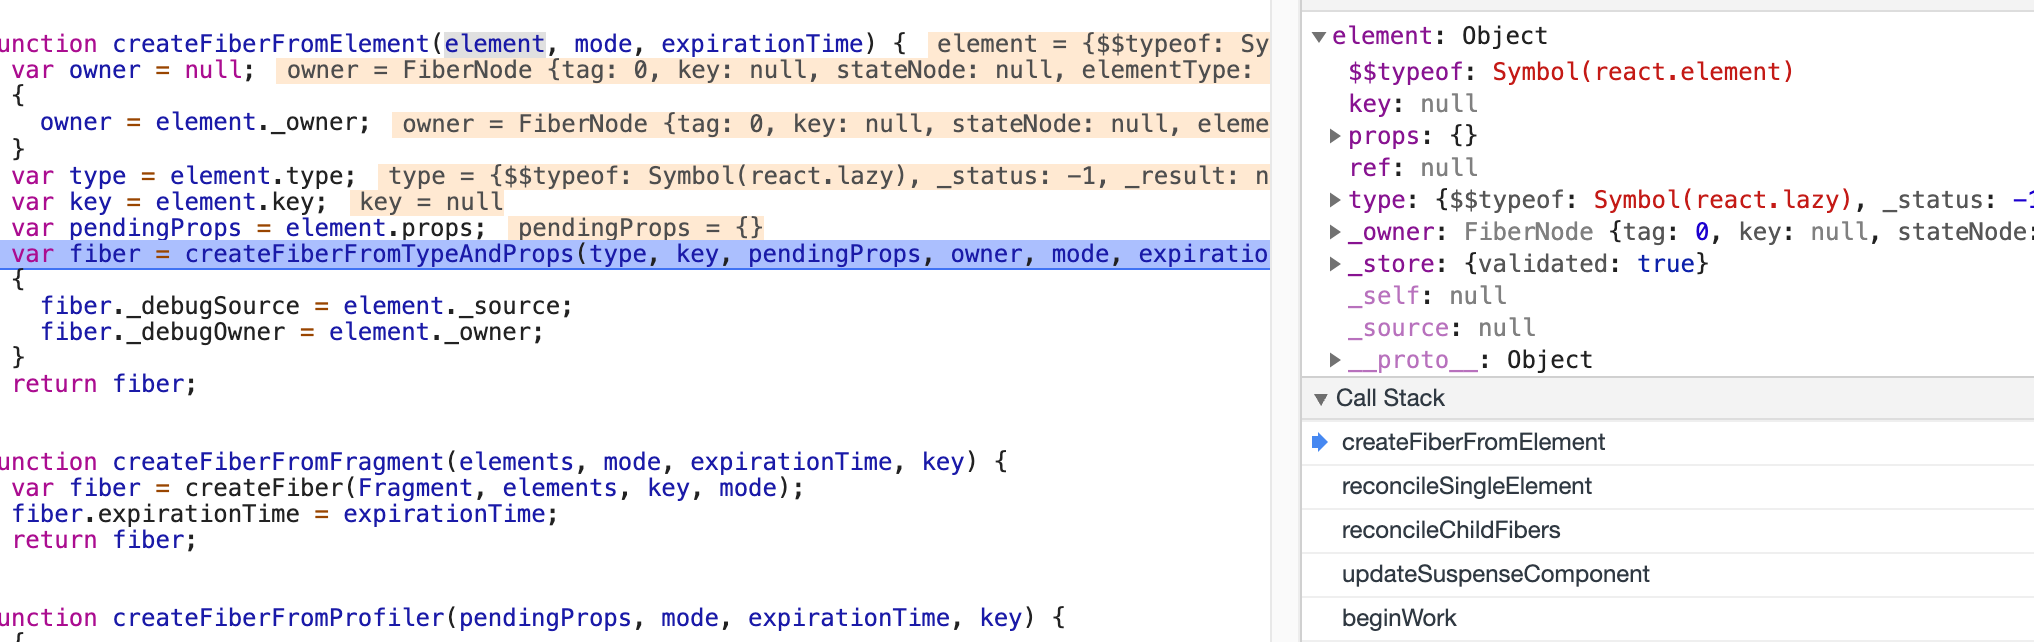 unction createFiberFromElement(element, mode, expirationTime) { element = {$$typeof: Sy
var owner = null; owner = FiberNode {tag: 0, key: null, stateNode: null, elementType:
{
owner = element._owner; owner = FiberNode {tag: 0, key: null, stateNode: null, eleme
}
var type = element.type; type = {$$typeof: Symbol(react.lazy), _status: −1, _result: n
var key = element.key; key = null
var pendingProps = element.props; pendingProps = {}
var fiber = createFiberFromTypeAndProps(type, key, pendingProps, owner, mode, expiratio
{
fiber._debugSource = element._source;
fiber._debugOwner = element._owner;
}
return fiber;
unction createFiberFromFragment(elements, mode, expirationTime, key) {
var fiber = createFiber(Fragment, elements, key, mode);
fiber.expirationTime = expirationTime;
return fiber;
unction createFiberFromProfiler(pendingProps, mode, expirationTime, key) {
{
▼element: Object
$$typeof: Symbol(react.element)
key: null
▶props: {}
ref: null
▶type: {$$typeof: Symbol(react.lazy), _status: −1
▶_owner: FiberNode {tag: 0, key: null, stateNode:
▶_store: {validated: true}
_self: null
_source: null
▶__proto__: Object
▼ Call Stack
createFiberFromElement
reconcileSingleElement
reconcileChildFibers
updateSuspenseComponent
beginWork